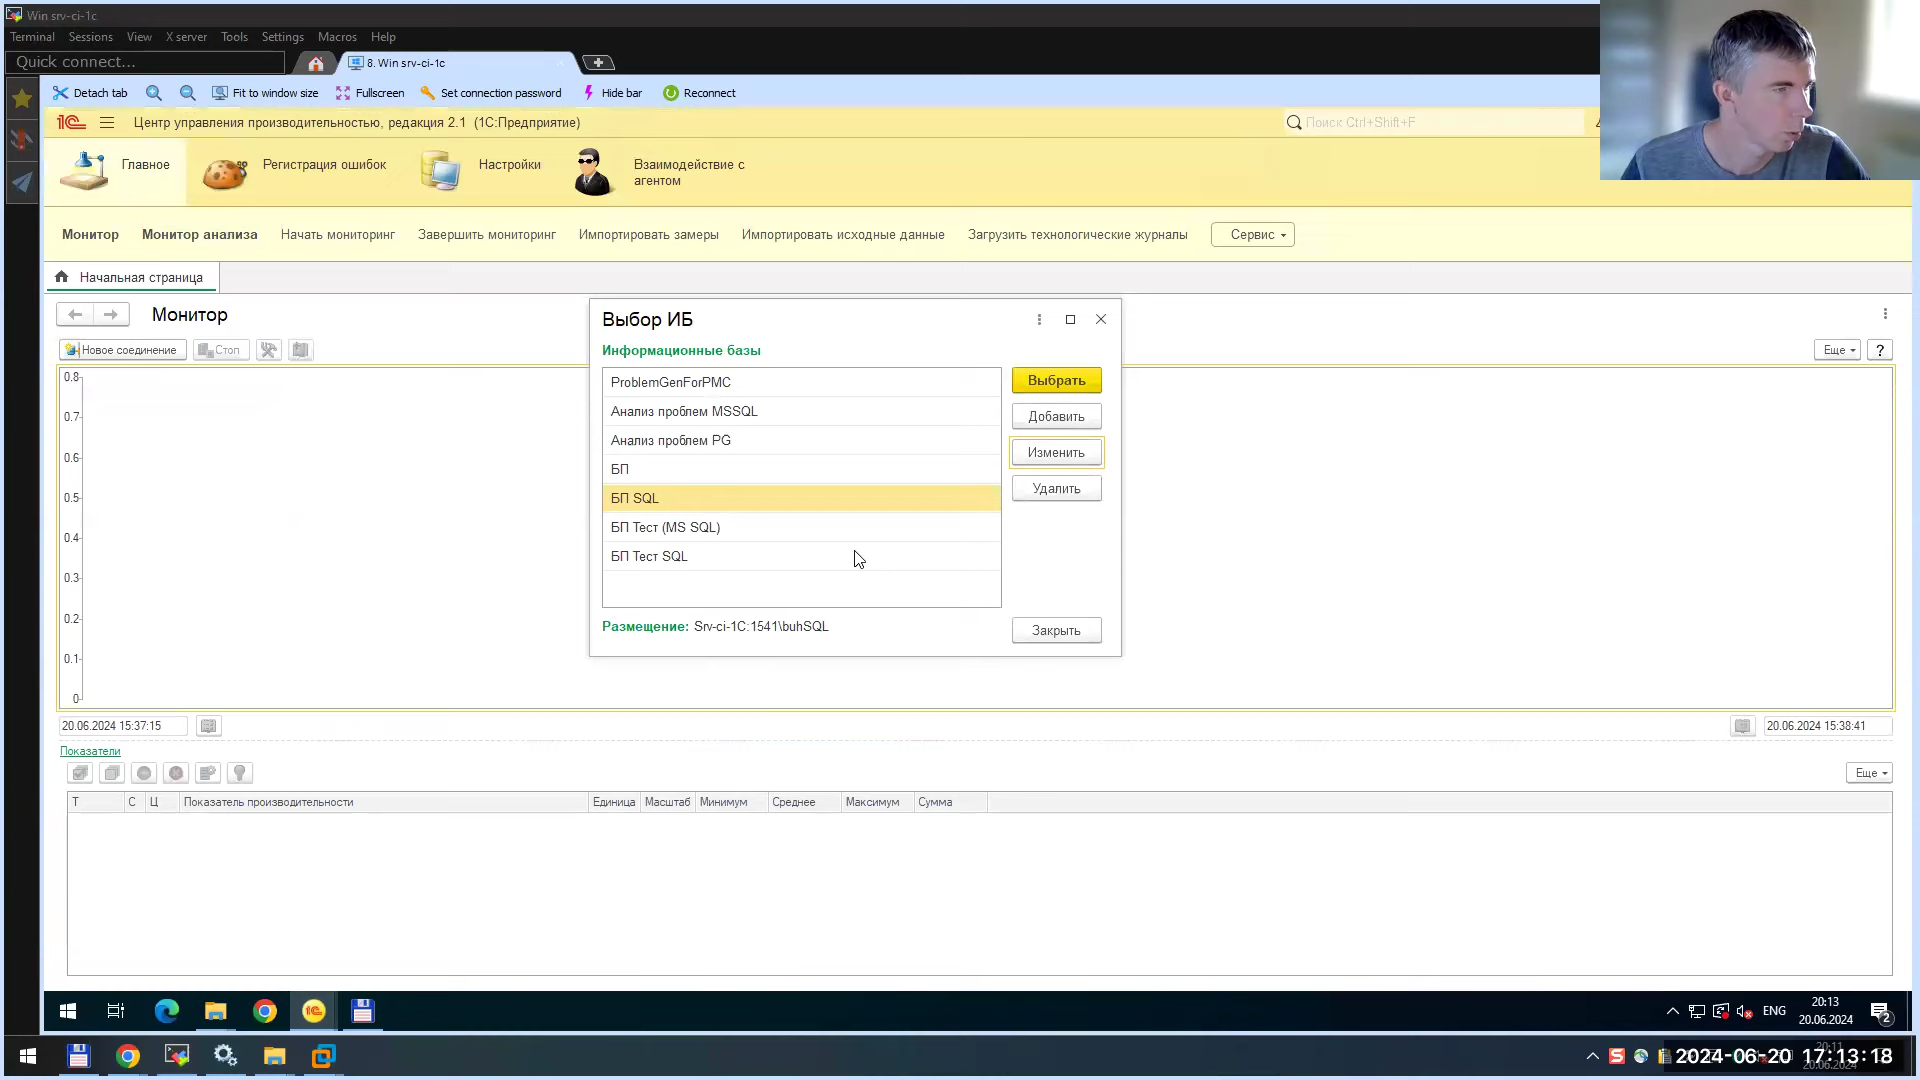 Win srv-ci-1c
Terminal Sessions View X server Tools Settings Macros Help
Quick connect...
8. Win srv-ci-1c
Detach tab Fit to window size Fullscreen Set connection password Hide bar Reconnect
Центр управления производительностью, редакция 2.1 (1С:Предприятие)
Поиск Ctrl+Shift+F
Главное
Регистрация ошибок
Настройки
Взаимодействие с
агентом
Монитор Монитор анализа Начать мониторинг Завершить мониторинг Импортировать замеры Импортировать исходные данные Загрузить технологические журналы Сервис
Начальная страница
Монитор
Новое соединение Стоп
Еще ?
0.8
0.7
0.6
0.5
0.4
0.3
0.2
0.1
0
Выбор ИБ
Информационные базы
ProblemGenForPMC
Анализ проблем MSSQL
Анализ проблем PG
БП
БП SQL
БП Тест (MS SQL)
БП Тест SQL
Выбрать
Добавить
Изменить
Удалить
Размещение: Srv-ci-1C:1541\buhSQL
Закрыть
20.06.2024 15:37:15
20.06.2024 15:38:41
Показатели
Еще
Т С Ц Показатель производительности Единица Масштаб Минимум Среднее Максимум Сумма
ENG
20:13
20.06.2024
2
2024-06-20 17:13:18